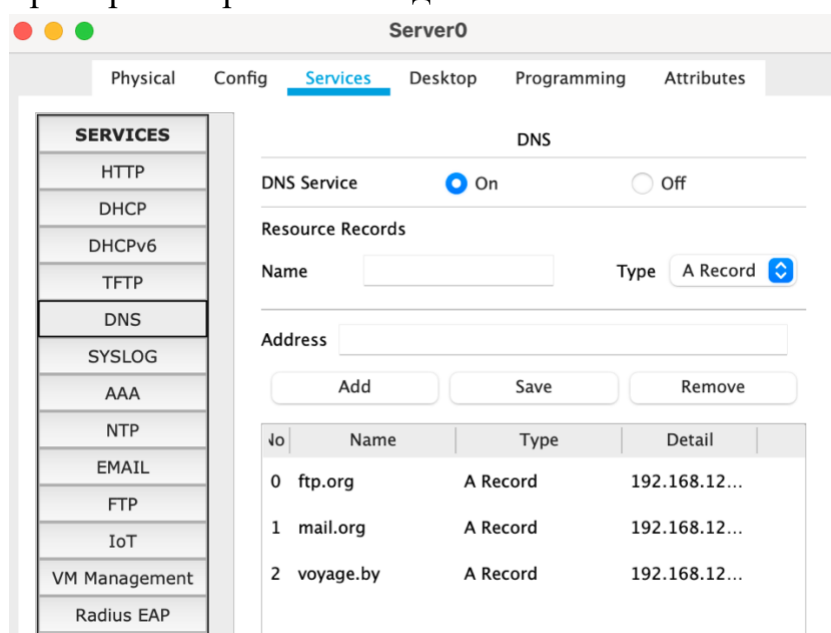 Server0
Physical Config Services Desktop Programming Attributes
SERVICES
HTTP
DHCP
DHCPv6
TFTP
DNS
SYSLOG
AAA
NTP
EMAIL
FTP
IoT
VM Management
Radius EAP
DNS
DNS Service On Off
Resource Records
Name Type A Record
Address
Add Save Remove
No Name Type Detail
0 ftp.org A Record 192.168.12...
1 mail.org A Record 192.168.12...
2 voyage.by A Record 192.168.12...